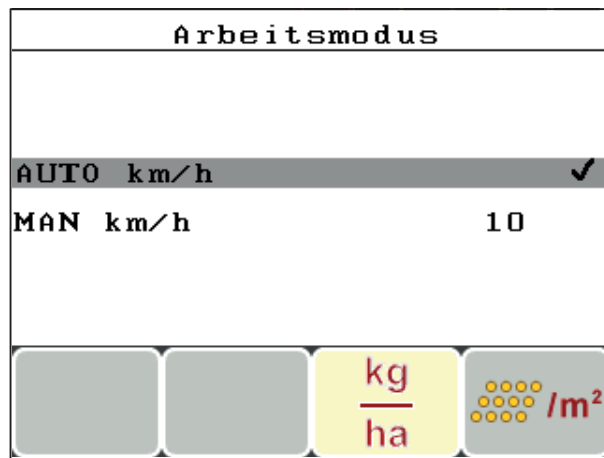 Arbeitsmodus
AUTO km/h ✓
MAN km/h 10
kg
ha
/m²